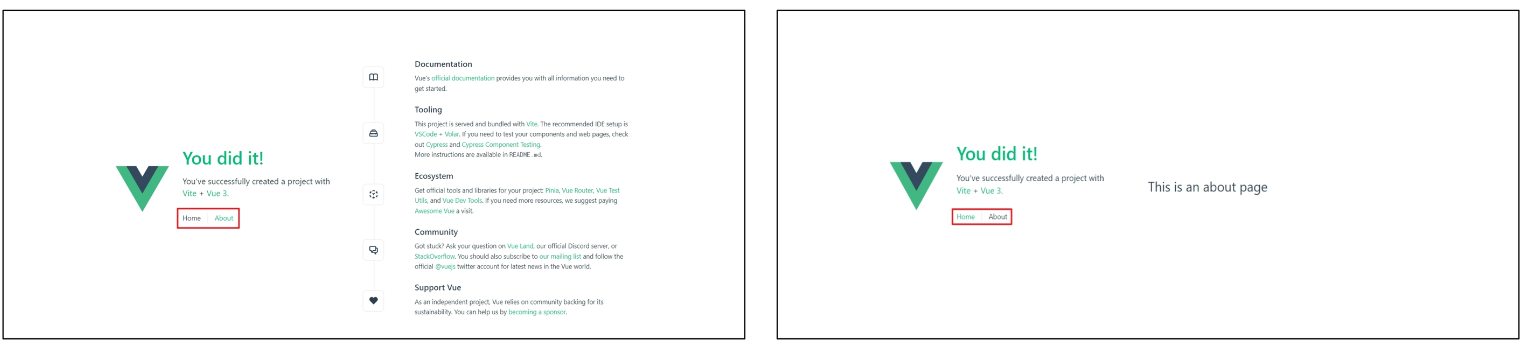 You did it!
You've successfully created a project with
Vite + Vue 3.
Home About
Documentation
Vue's official documentation provides you with all information you need to
get started.
Tooling
This project is served and bundled with Vite. The recommended IDE setup is
VSCode + Volar. If you need to test your components and web pages, check
out Cypress and Cypress Component Testing.
More instructions are available in README.md.
Ecosystem
Get official tools and libraries for your project: Pinia, Vue Router, Vue Test
Utils, and Vue Dev Tools. If you need more resources, we suggest paying
Awesome Vue a visit.
Community
Got stuck? Ask your question on Vue Land, our official Discord server, or
StackOverflow. You should also subscribe to our mailing list and follow the
official @vuejs twitter account for latest news in the Vue world.
Support Vue
As an independent project, Vue relies on community backing for its
sustainability. You can help us by becoming a sponsor.
You did it!
You've successfully created a project with
Vite + Vue 3.
Home About
This is an about page